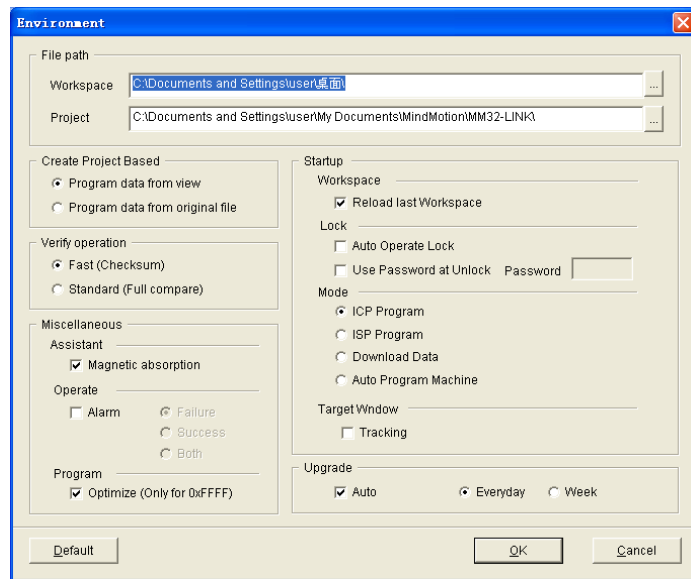 Environment
File path
Workspace C:\Documents and Settings\user\桌面\ ...
Project C:\Documents and Settings\user\My Documents\MindMotion\MM32-LINK\ ...
Create Project Based
Program data from view
Program data from original file
Verify operation
Fast (Checksum)
Standard (Full compare)
Miscellaneous
Assistant
Magnetic absorption
Operate
Alarm Failure
Success
Both
Program
Optimize (Only for 0xFFFF)
Startup
Workspace
Reload last Workspace
Lock
Auto Operate Lock
Use Password at Unlock Password
Mode
ICP Program
ISP Program
Download Data
Auto Program Machine
Target Wndow
Tracking
Upgrade
Auto Everyday Week
Default OK Cancel